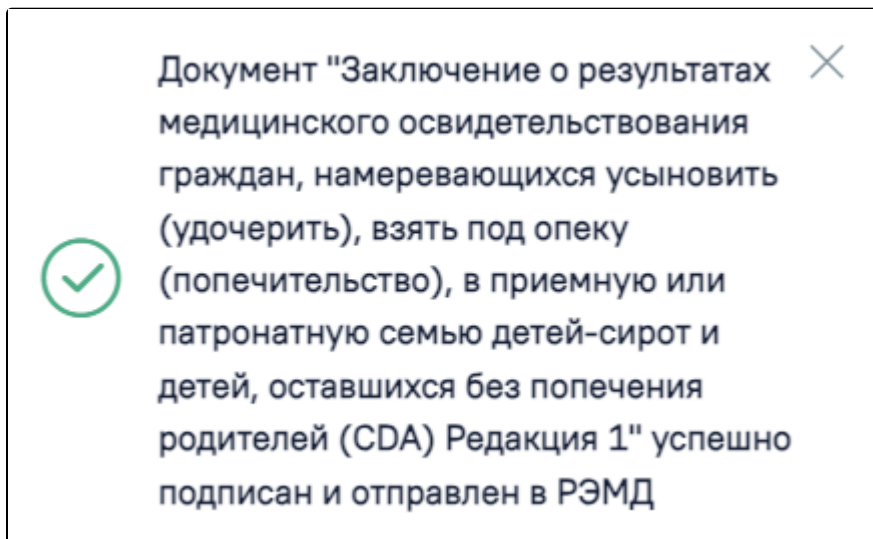 Документ "Заключение о результатах
медицинского освидетельствования
граждан, намеревающихся усыновить
(удочерить), взять под опеку
(попечительство), в приемную или
патронатную семью детей-сирот и
детей, оставшихся без попечения
родителей (CDA) Редакция 1" успешно
подписан и отправлен в РЭМД